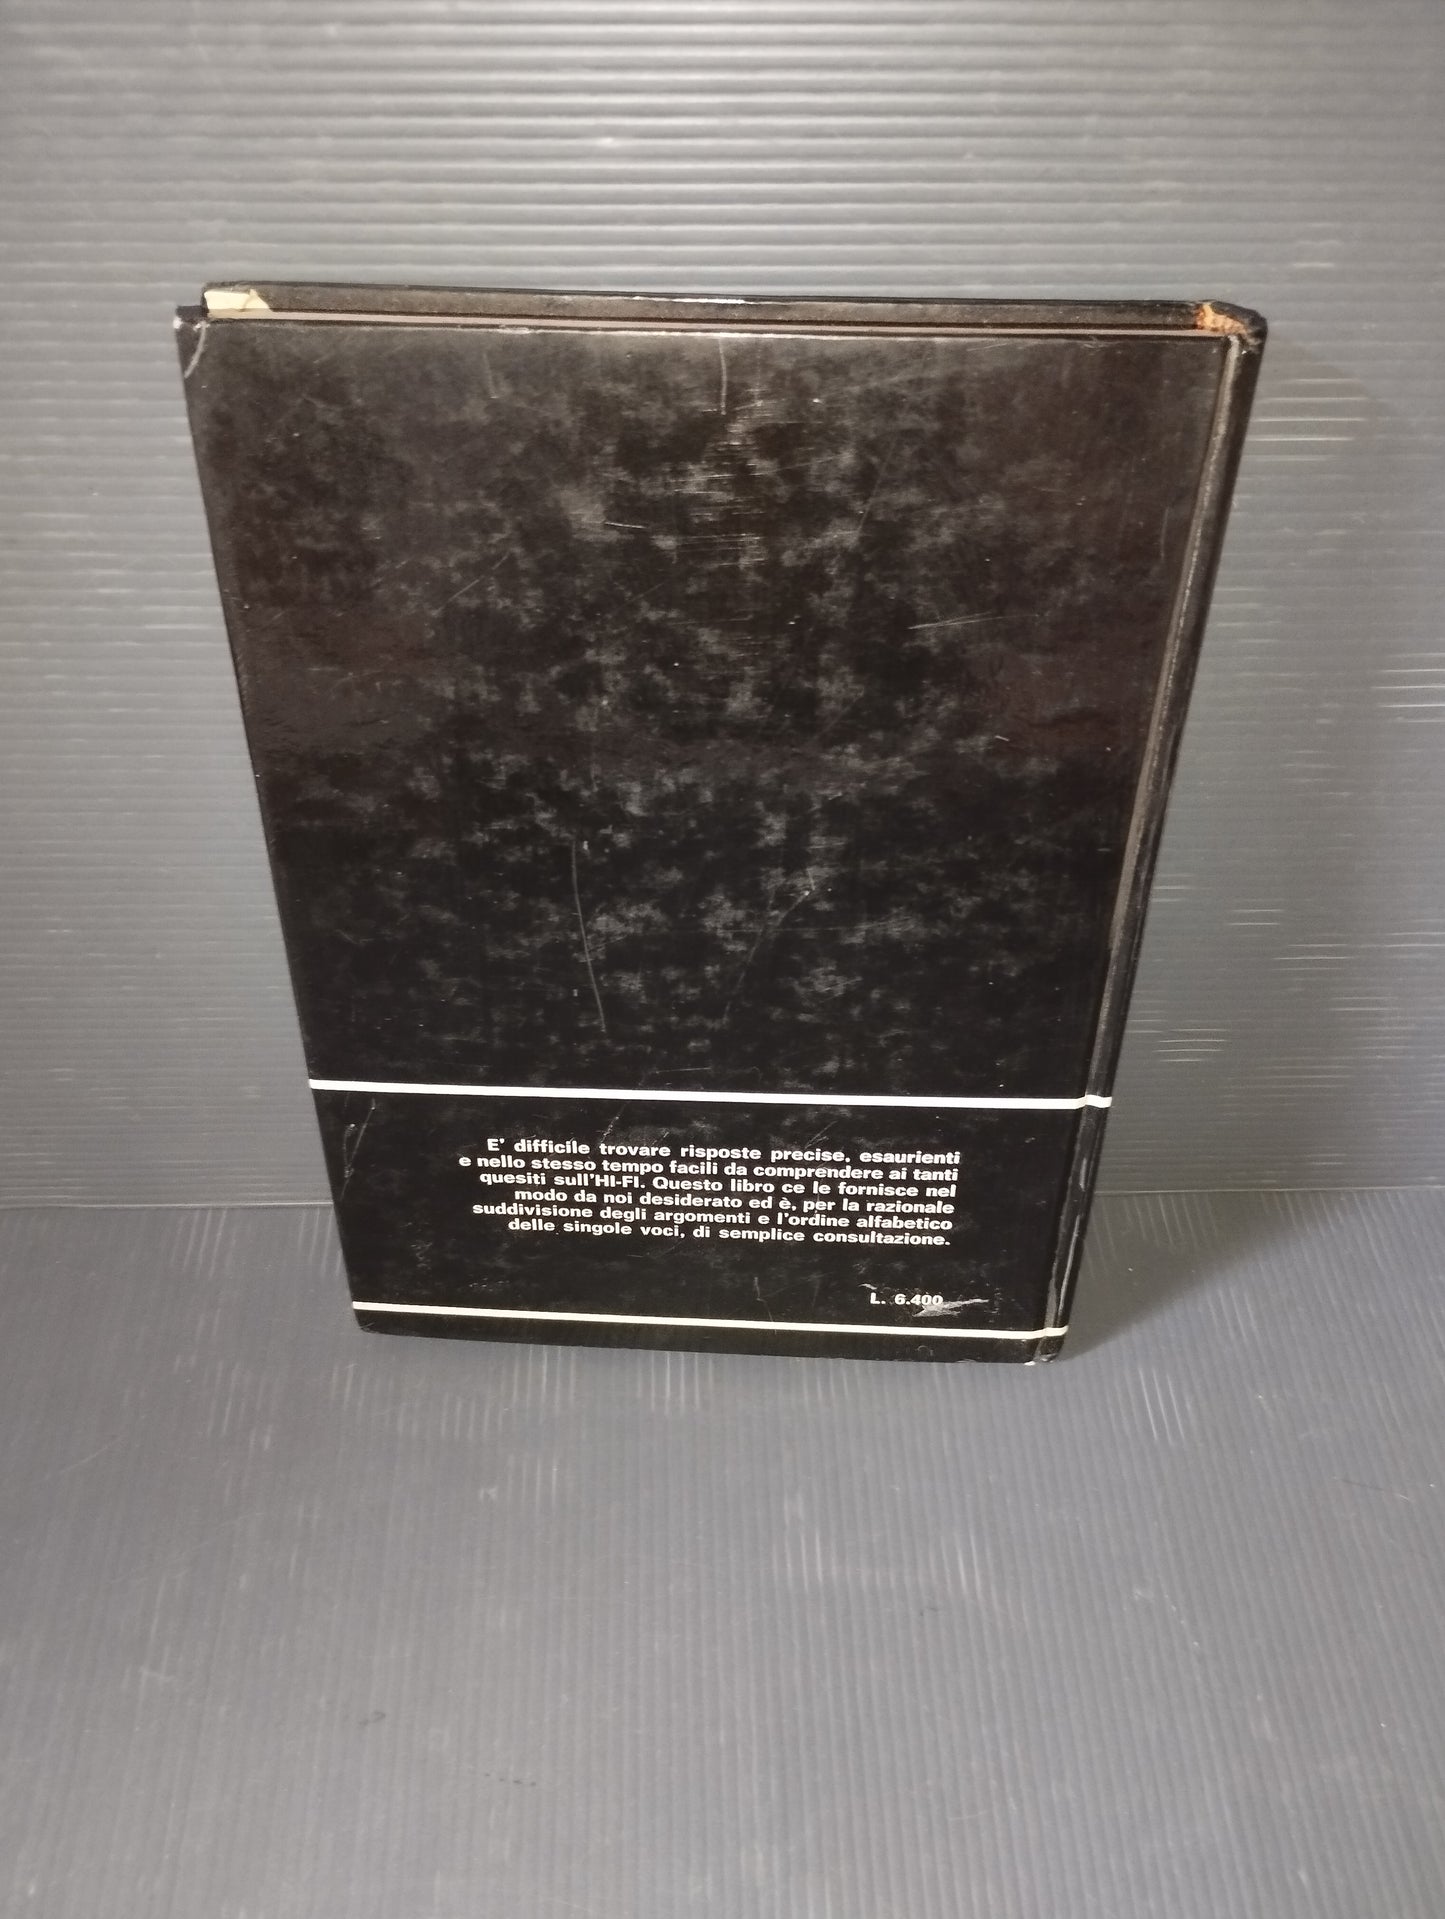 E' difficile trovare risposte precise, esaurienti
e nello stesso tempo facili da comprendere ai tanti
quesiti sull'HI-FI. Questo libro ce le fornisce nel
modo da noi desiderato ed è, per la razionale
suddivisione degli argomenti e l'ordine alfabetico
delle singole voci, di semplice consultazione.
L. 6.400